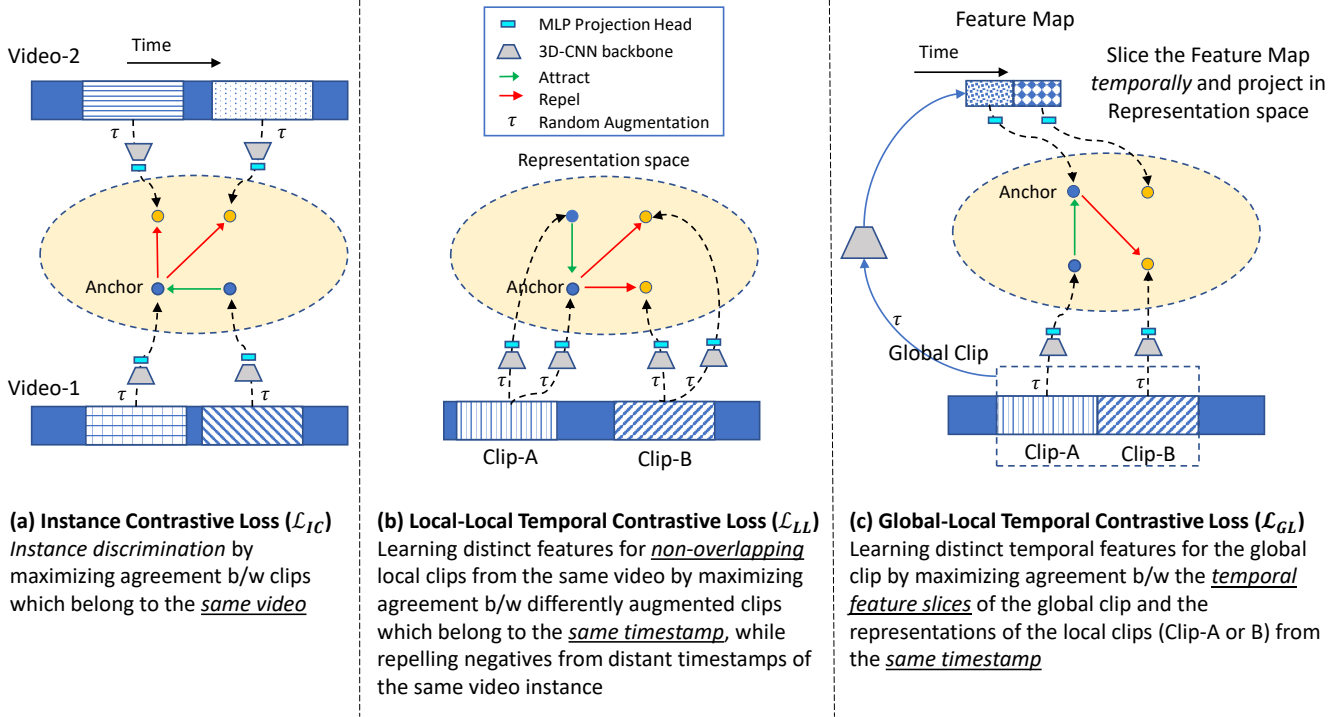 Video-2
Time
τ
τ
Anchor
Video-1
τ
τ
(a) Instance Contrastive Loss (ℒ_IC)
Instance discrimination by
maximizing agreement b/w clips
which belong to the same video
MLP Projection Head
3D-CNN backbone
Attract
Repel
τ Random Augmentation
Representation space
Anchor
τ
τ
τ
τ
Clip-A
Clip-B
(b) Local-Local Temporal Contrastive Loss (ℒ_LL)
Learning distinct features for non-overlapping
local clips from the same video by maximizing
agreement b/w differently augmented clips
which belong to the same timestamp, while
repelling negatives from distant timestamps of
the same video instance
Feature Map
Time
Slice the Feature Map
temporally and project in
Representation space
Anchor
τ
Global Clip
τ
τ
Clip-A
Clip-B
(c) Global-Local Temporal Contrastive Loss (ℒ_GL)
Learning distinct temporal features for the global
clip by maximizing agreement b/w the temporal
feature slices of the global clip and the
representations of the local clips (Clip-A or B) from
the same timestamp